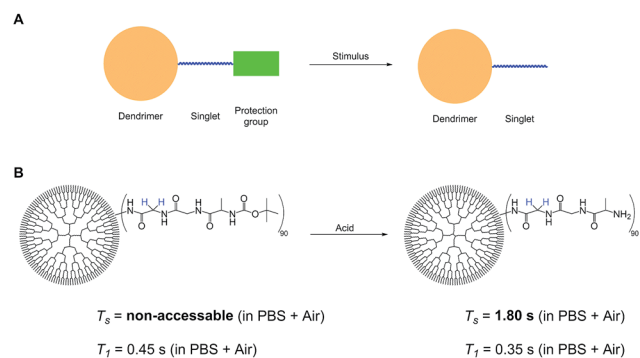 A
Stimulus
Dendrimer Singlet Protection group
Dendrimer Singlet
B
H N H H O H N O N H O H N O O 90
Acid
H N H H O H N O N H O NH2 90
Ts = non-accessable (in PBS + Air)
T1 = 0.45 s (in PBS + Air)
Ts = 1.80 s (in PBS + Air)
T1 = 0.35 s (in PBS + Air)